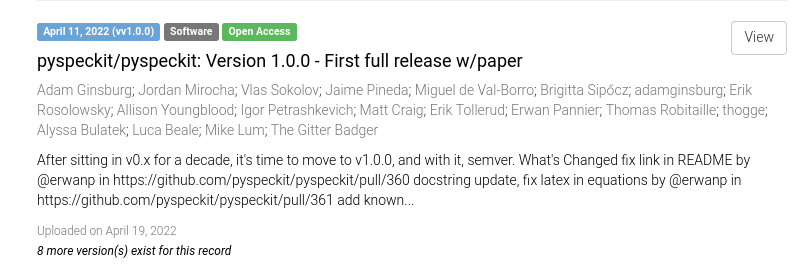 April 11, 2022 (vv1.0.0) Software Open Access
View
pyspeckit/pyspeckit: Version 1.0.0 - First full release w/paper
Adam Ginsburg; Jordan Mirocha; Vlas Sokolov; Jaime Pineda; Miguel de Val-Borro; Brigitta Sipőcz; adamginsburg; Erik
Rosolowsky; Allison Youngblood; Igor Petrashkevich; Matt Craig; Erik Tollerud; Erwan Pannier; Thomas Robitaille; thogge;
Alyssa Bulatek; Luca Beale; Mike Lum; The Gitter Badger
After sitting in v0.x for a decade, it's time to move to v1.0.0, and with it, semver. What's Changed fix link in README by
@erwanp in https://github.com/pyspeckit/pyspeckit/pull/360 docstring update, fix latex in equations by @erwanp in
https://github.com/pyspeckit/pyspeckit/pull/361 add known...
Uploaded on April 19, 2022
8 more version(s) exist for this record